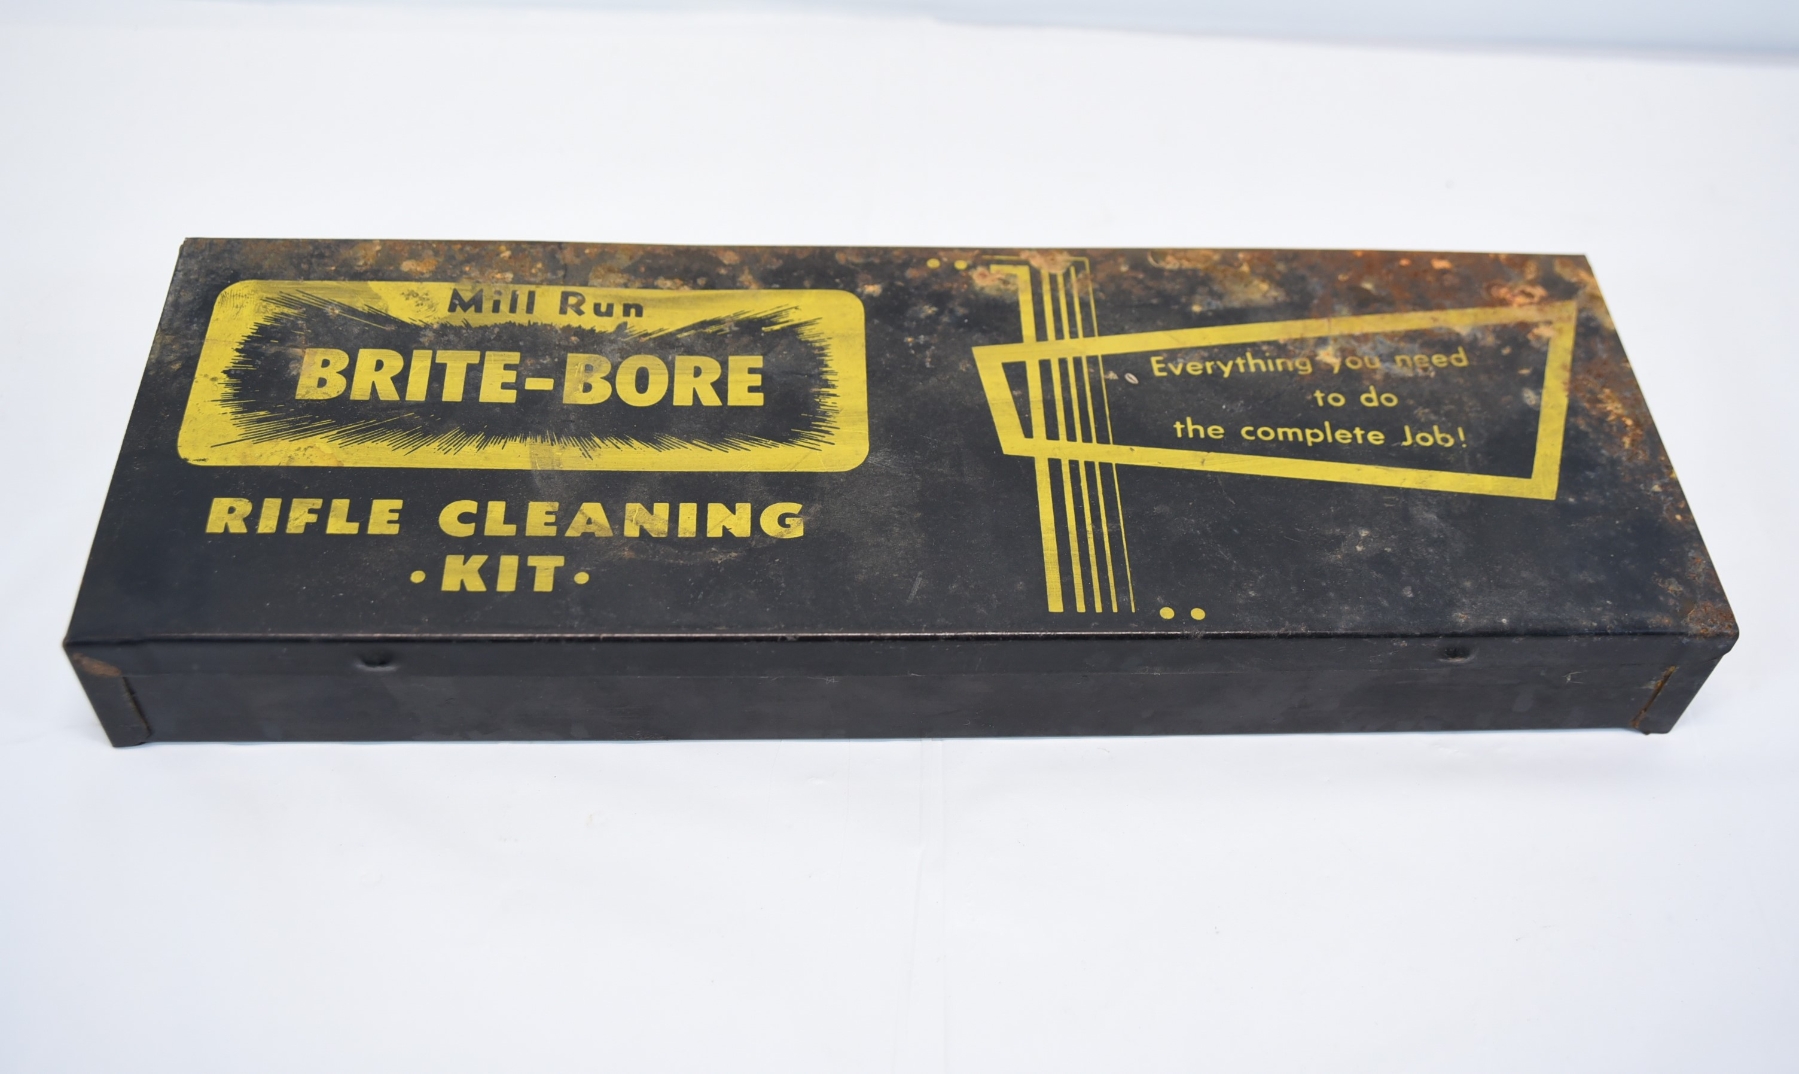 Mill Run
BRITE-BORE
RIFLE CLEANING
•KIT•
Everything you need
to do
the complete Job!